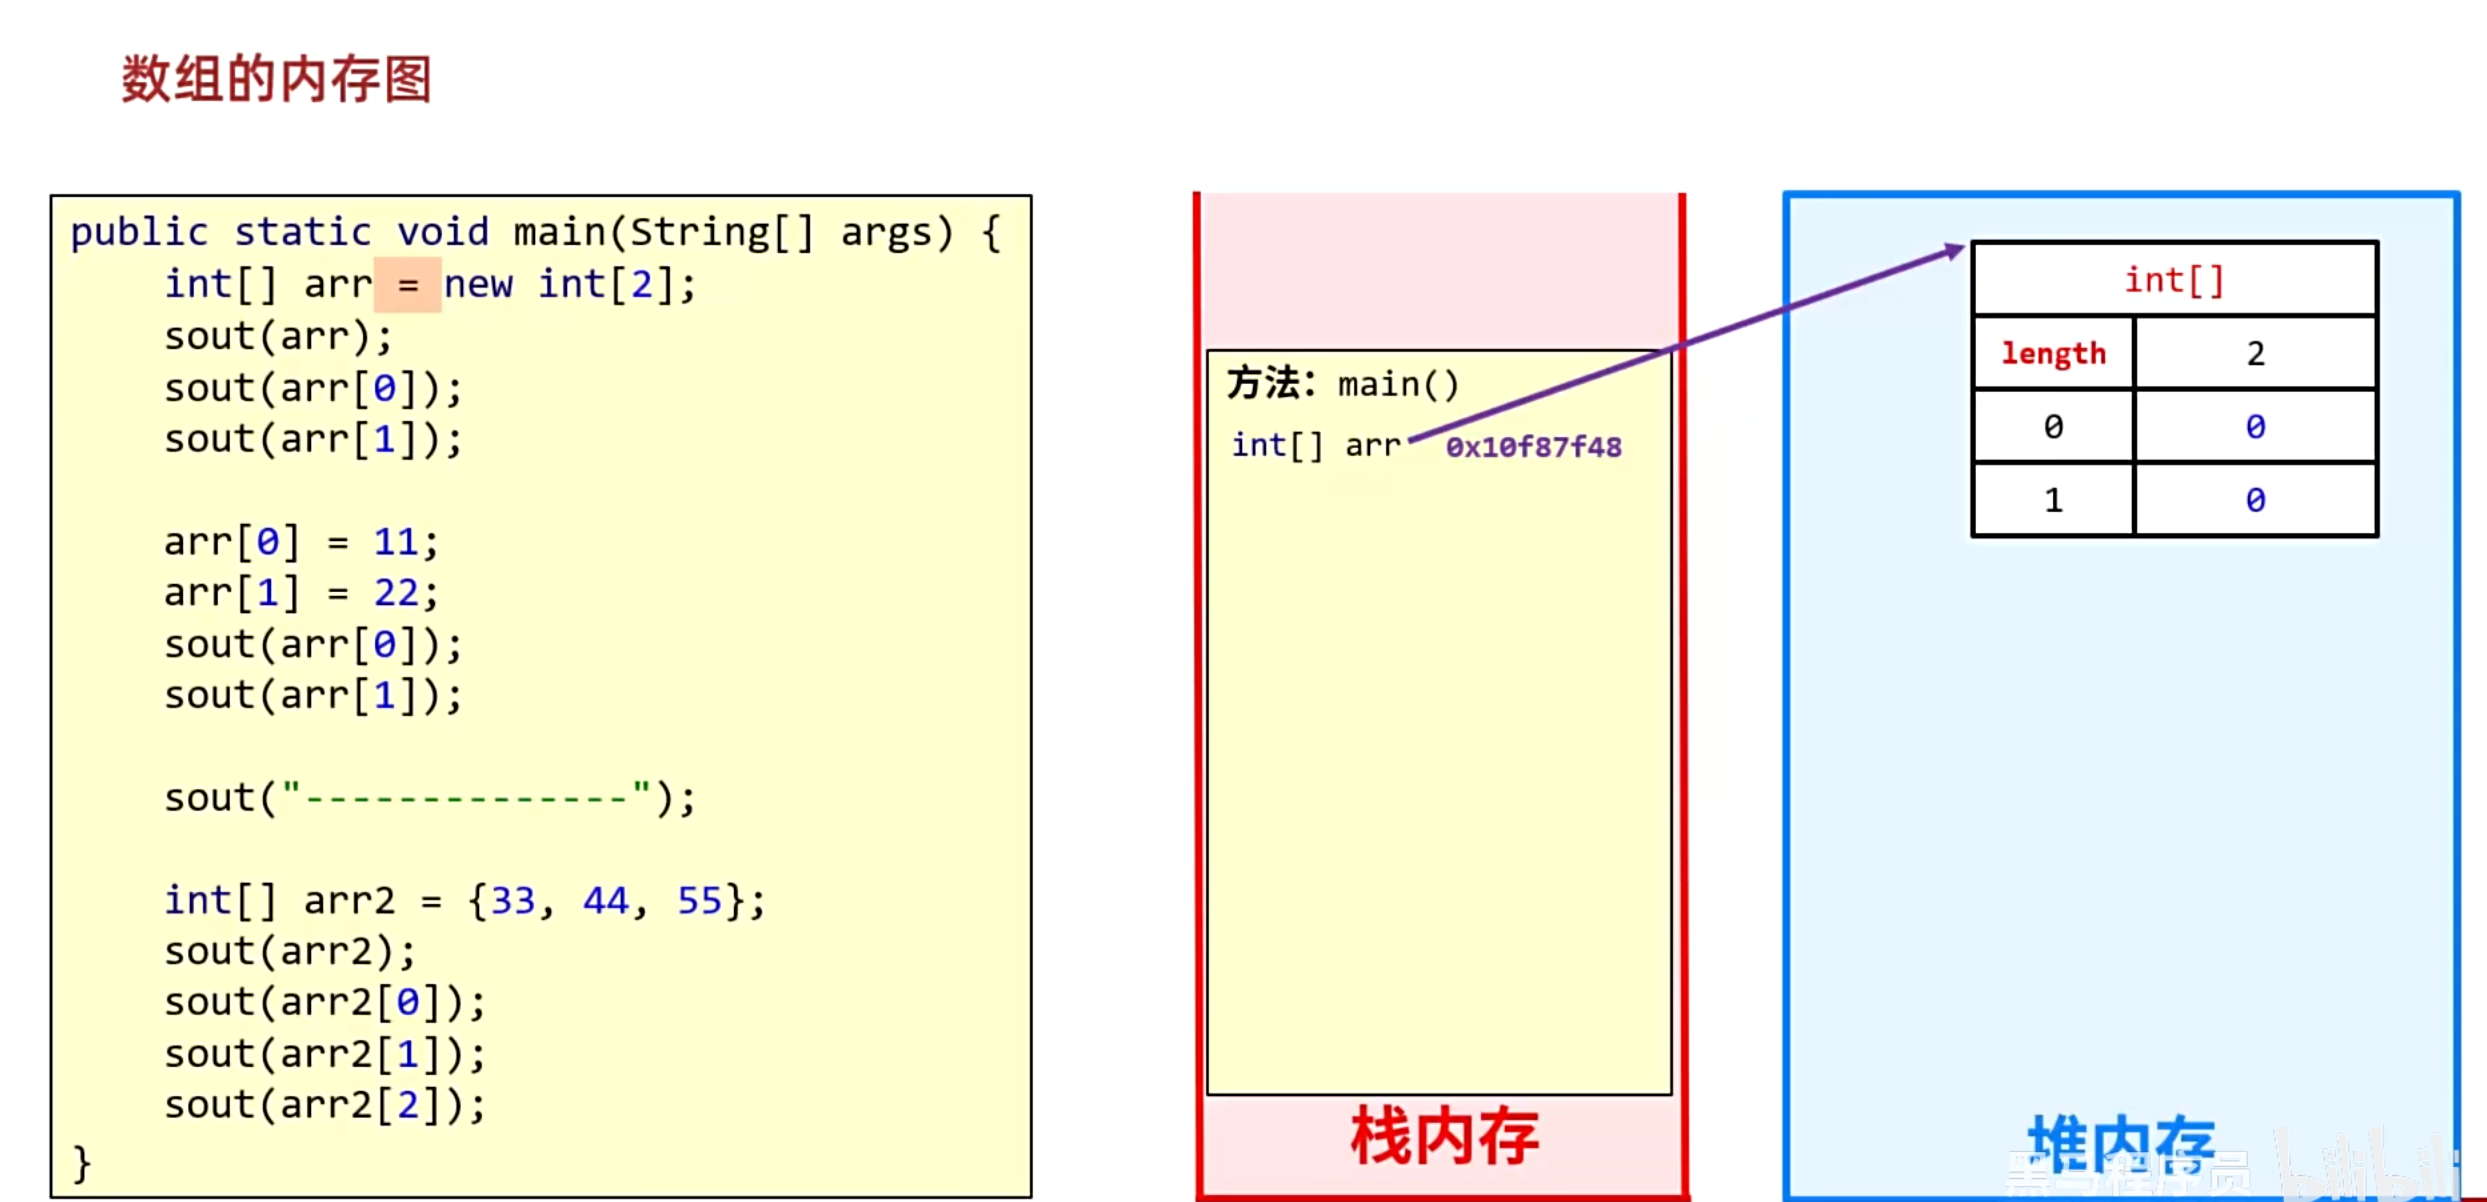 数组的内存图
public static void main(String[] args) {
int[] arr = new int[2];
sout(arr);
sout(arr[0]);
sout(arr[1]);
arr[0] = 11;
arr[1] = 22;
sout(arr[0]);
sout(arr[1]);
sout("--------------");
int[] arr2 = {33, 44, 55};
sout(arr2);
sout(arr2[0]);
sout(arr2[1]);
sout(arr2[2]);
}
方法：main()
int[] arr 0x10f87f48
栈内存
int[]
length 2
0 0
1 0
堆内存
黑马程序员 bilibili